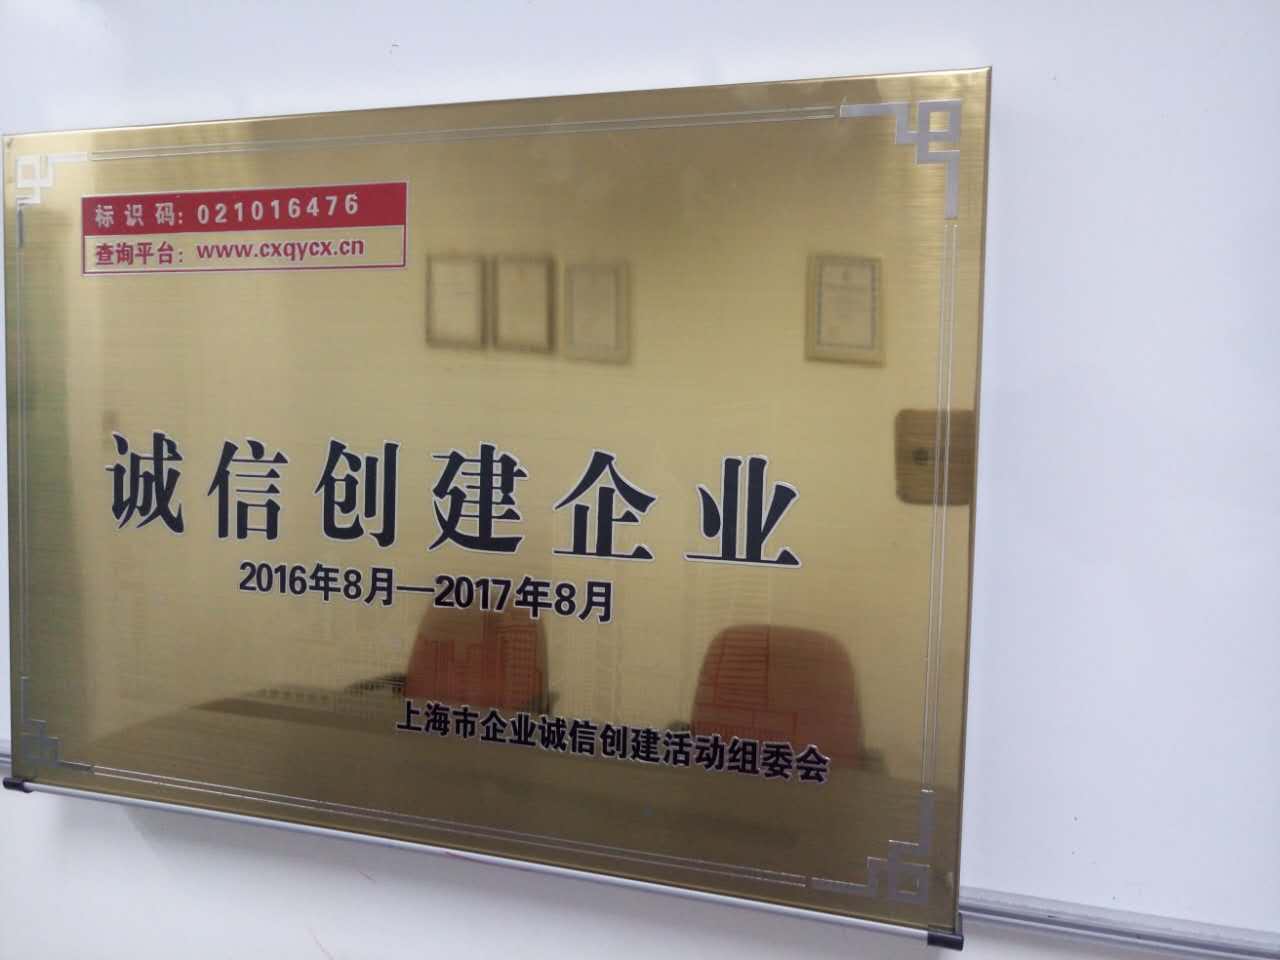 标识码: 021016476
查询平台: www.cxqycx.cn
诚信创建企业
2016年8月—2017年8月
上海市企业诚信创建活动组委会